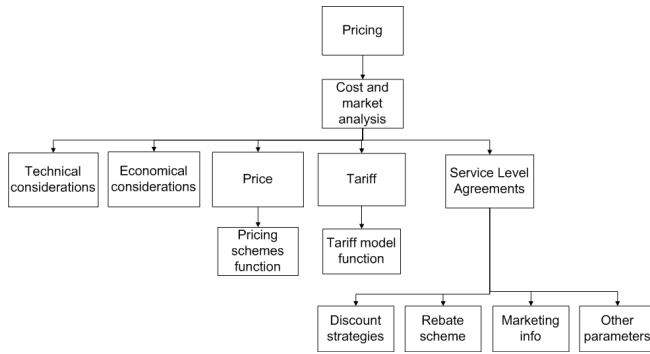 Pricing
Cost and
market
analysis
Technical
considerations
Economical
considerations
Price
Tariff
Service Level
Agreements
Pricing
schemes
function
Tariff model
function
Discount
strategies
Rebate
scheme
Marketing
info
Other
parameters